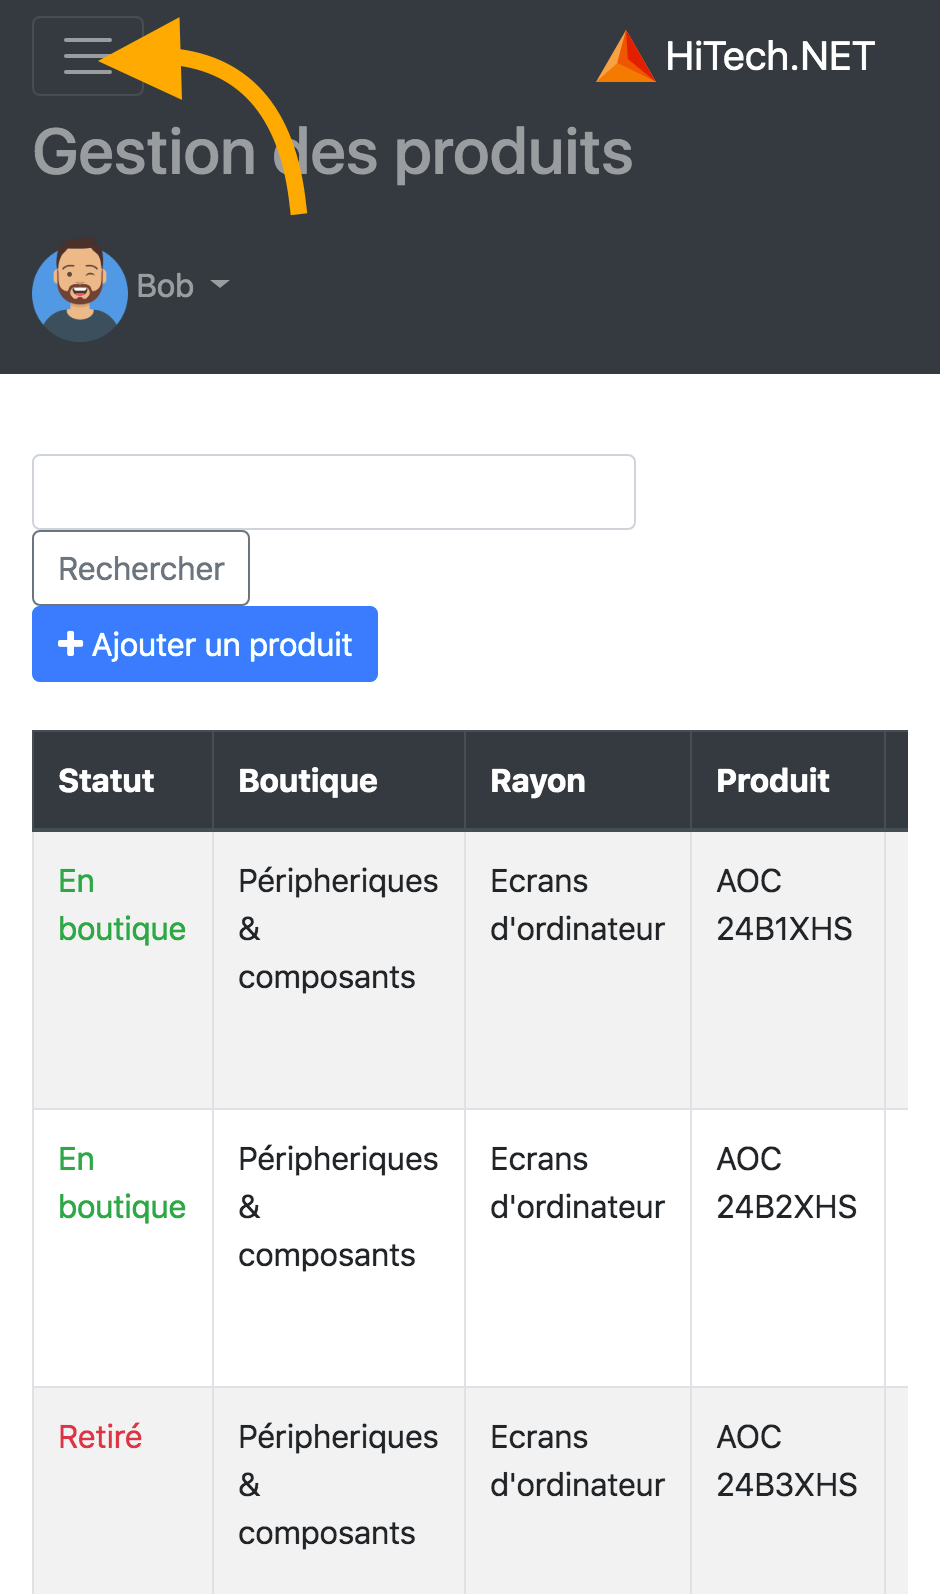 HiTech.NET
Gestion des produits
Bob
Rechercher
Ajouter un produit
Statut Boutique Rayon Produit
En Péripheriques Ecrans AOC
boutique & d'ordinateur 24B1XHS
composants
En Péripheriques Ecrans AOC
boutique & d'ordinateur 24B2XHS
composants
Retiré Péripheriques Ecrans AOC
& d'ordinateur 24B3XHS
composants